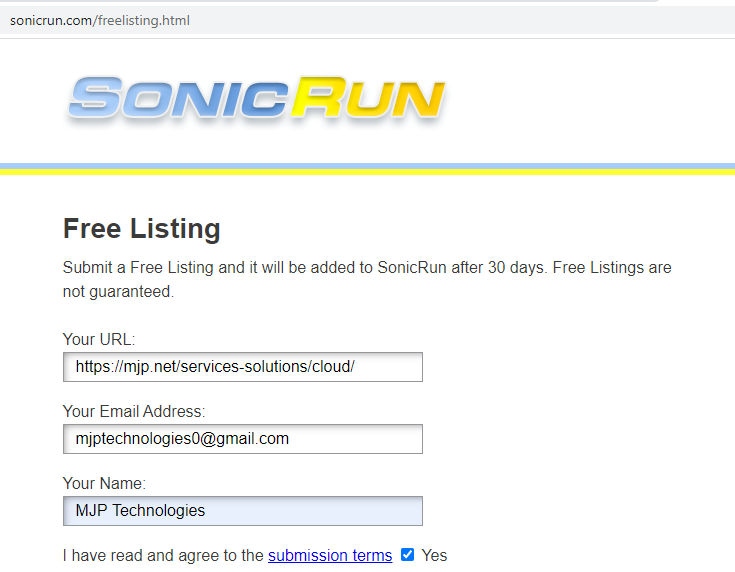 sonicrun.com/freelisting.html
SonicRun
Free Listing
Submit a Free Listing and it will be added to SonicRun after 30 days. Free Listings are
not guaranteed.
Your URL:
https://mjp.net/services-solutions/cloud/
Your Email Address:
mjptechnologies0@gmail.com
Your Name:
MJP Technologies
I have read and agree to the submission terms Yes